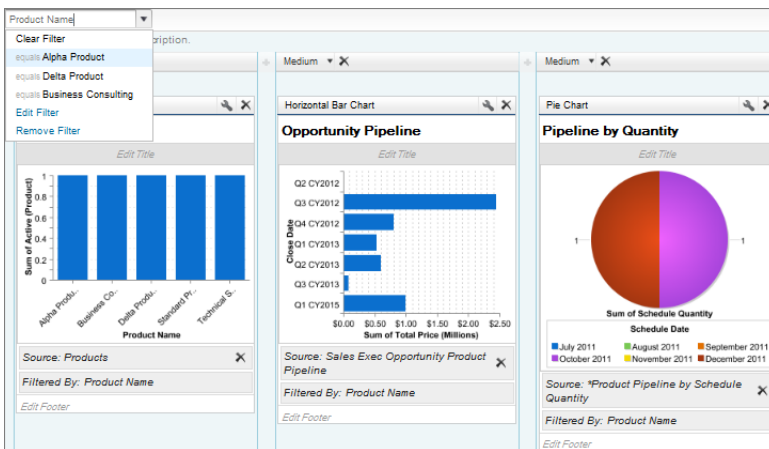 Product Name
Clear Filter
equals Alpha Product
equals Delta Product
equals Business Consulting
Edit Filter
Remove Filter
Edit Title
Sum of Active (Product)
1
0.8
0.6
0.4
0.2
0
Alpha Produ..
Business Co..
Delta Produ..
Standard Pr..
Technical S..
Product Name
Source: Products
Filtered By: Product Name
Edit Footer
Medium
Horizontal Bar Chart
Opportunity Pipeline
Edit Title
Close Date
Q2 CY2012
Q3 CY2012
Q4 CY2012
Q1 CY2013
Q2 CY2013
Q3 CY2013
Q1 CY2015
$0.00 $0.50 $1.00 $1.50 $2.00 $2.50
Sum of Total Price (Millions)
Source: Sales Exec Opportunity Product
Pipeline
Filtered By: Product Name
Edit Footer
Medium
Pie Chart
Pipeline by Quantity
Edit Title
1
1
Sum of Schedule Quantity
Schedule Date
July 2011 August 2011 September 2011
October 2011 November 2011 December 2011
Source: *Product Pipeline by Schedule
Quantity
Filtered By: Product Name
Edit Footer